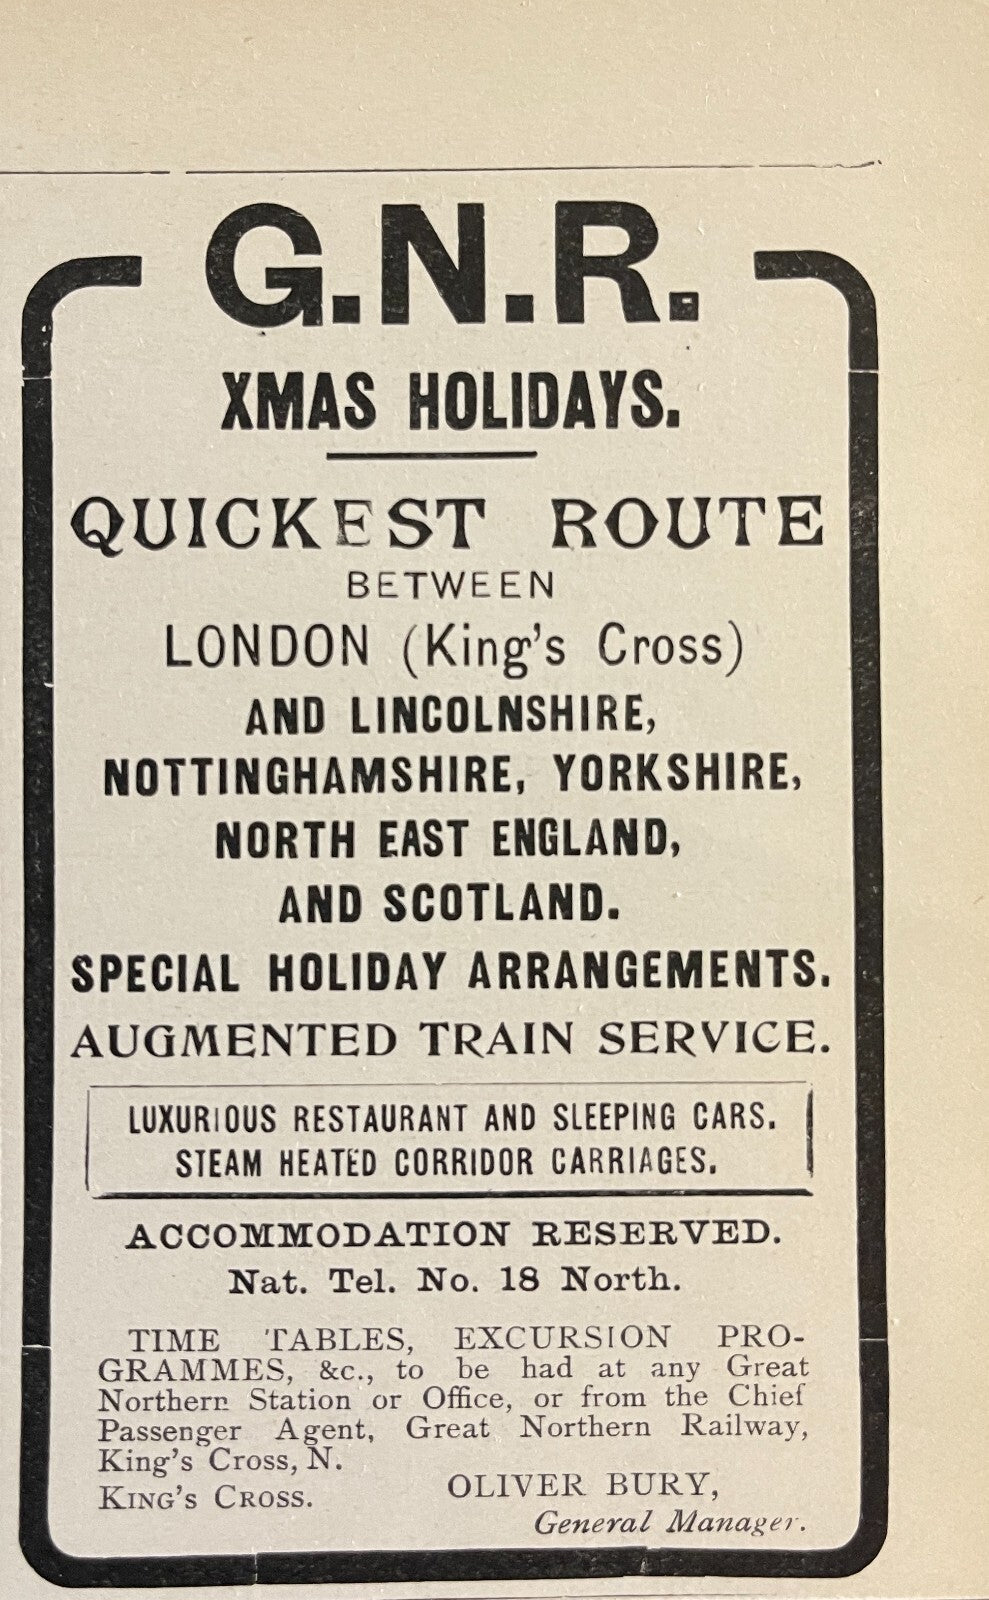 G.N.R.
XMAS HOLIDAYS.
QUICKEST ROUTE
BETWEEN
LONDON (King's Cross)
AND LINCOLNSHIRE,
NOTTINGHAMSHIRE, YORKSHIRE,
NORTH EAST ENGLAND,
AND SCOTLAND.
SPECIAL HOLIDAY ARRANGEMENTS.
AUGMENTED TRAIN SERVICE.
LUXURIOUS RESTAURANT AND SLEEPING CARS.
STEAM HEATED CORRIDOR CARRIAGES.
ACCOMMODATION RESERVED.
Nat. Tel. No. 18 North.
TIME TABLES, EXCURSION PRO-
GRAMMES, &c., to be had at any Great
Northern Station or Office, or from the Chief
Passenger Agent, Great Northern Railway,
King's Cross, N.
KING'S CROSS.
OLIVER BURY,
General Manager.